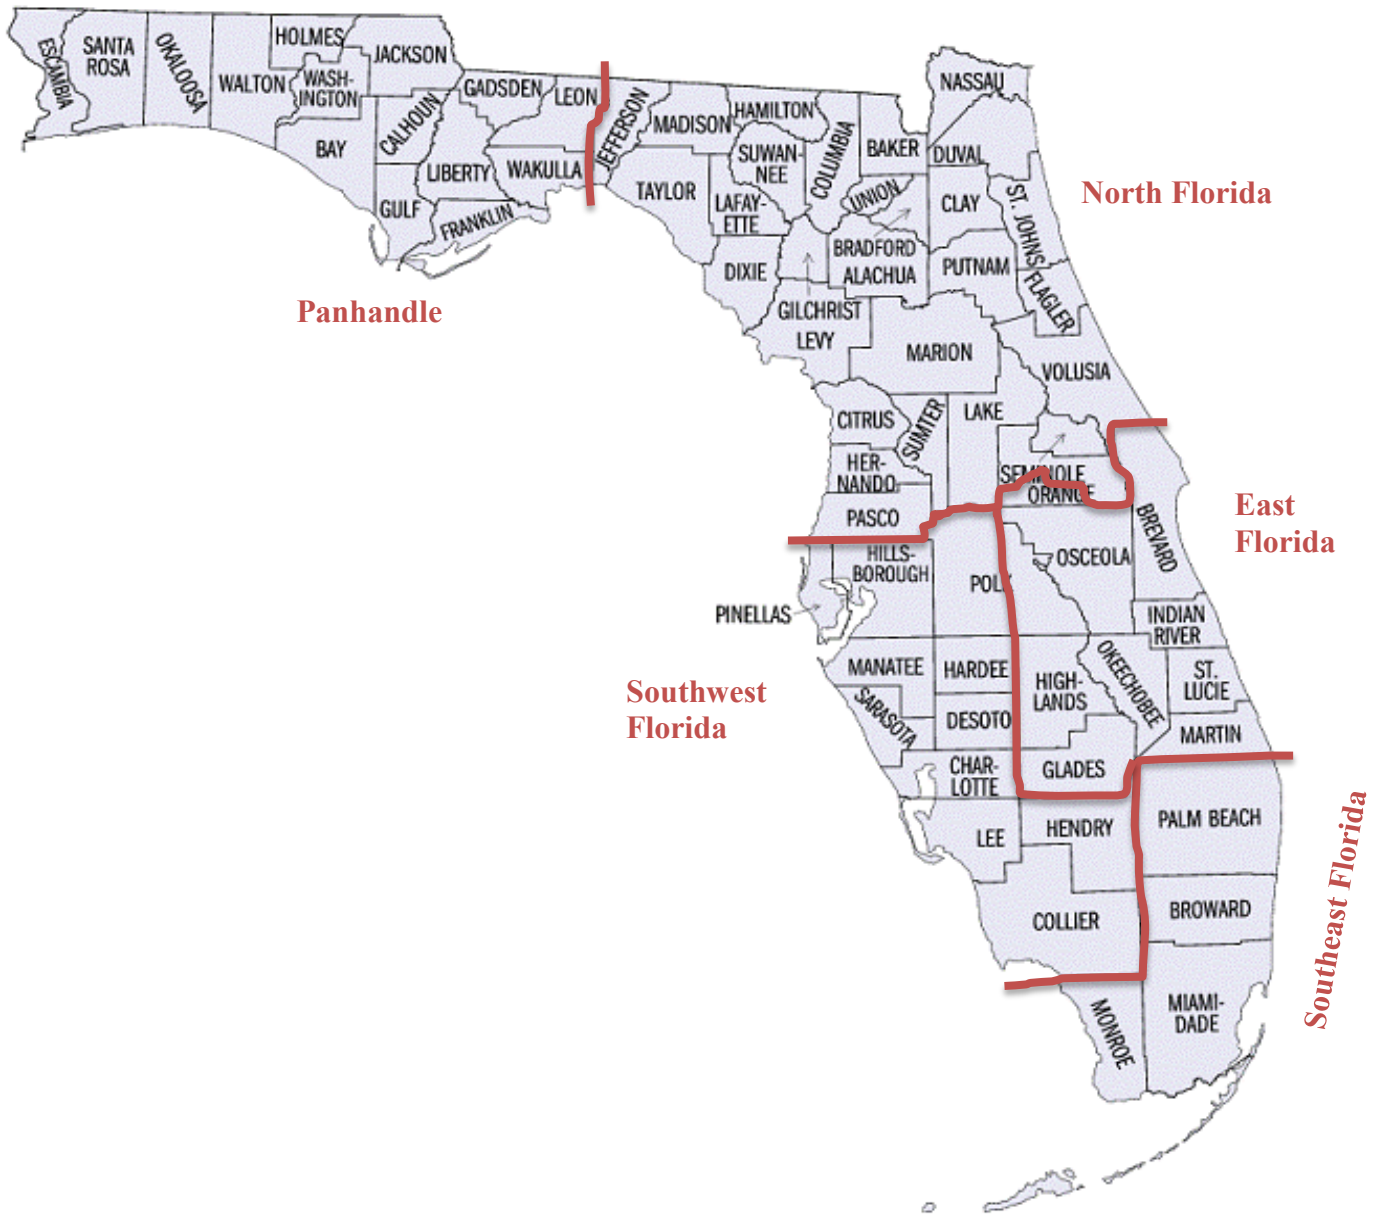 ESCAMBIA
SANTA
ROSA
OKALOOSA
WALTON
HOLMES
WASH-
INGTON
JACKSON
BAY
CALHOUN
GULF
GADSDEN
LIBERTY
FRANKLIN
LEON
WAKULLA
JEFFERSON
MADISON
TAYLOR
HAMILTON
SUWAN-
NEE
LAFAY-
ETTE
DIXIE
COLUMBIA
BAKER
UNION
BRADFORD
ALACHUA
GILCHRIST
LEVY
NASSAU
DUVAL
CLAY
ST. JOHNS
PUTNAM
FLAGLER
MARION
VOLUSIA
CITRUS
SUMTER
LAKE
HER-
NANDO
PASCO
SEMINOLE
ORANGE
BREVARD
HILLS-
BOROUGH
PINELLAS
POLK
OSCEOLA
INDIAN
RIVER
MANATEE
HARDEE
HIGH-
LANDS
OKEECHOBEE
ST.
LUCIE
SARASOTA
DESOTO
MARTIN
CHAR-
LOTTE
GLADES
LEE
HENDRY
PALM BEACH
COLLIER
BROWARD
MONROE
MIAMI-
DADE
Panhandle
North Florida
East
Florida
Southwest
Florida
Southeast Florida